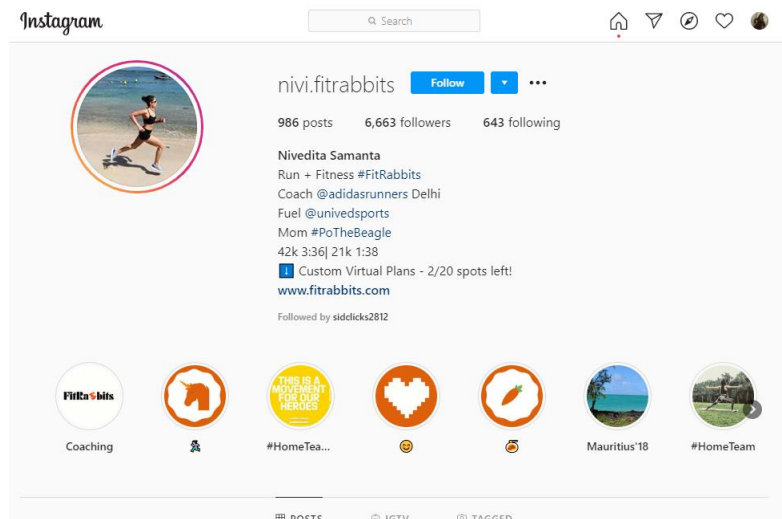 Instagram
Search
nivi.fitrabbits Follow
986 posts 6,663 followers 643 following
Nivedita Samanta
Run + Fitness #FitRabbits
Coach @adidasrunners Delhi
Fuel @univedsports
Mom #PoTheBeagle
42k 3:36| 21k 1:38
⬇️ Custom Virtual Plans - 2/20 spots left!
www.fitrabbits.com
Followed by sidclicks2812
FitRabbits
THIS IS A
MOVEMENT
FOR OUR
HEROES
Coaching #HomeTea... Mauritius'18 #HomeTeam
POSTS IGTV TAGGED